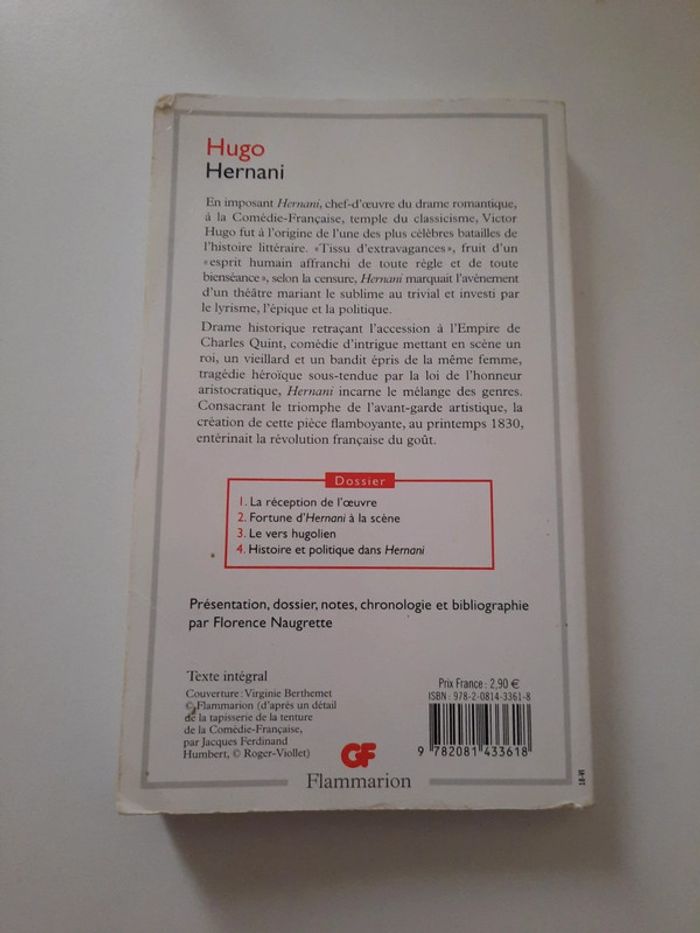 Hugo
Hernani
En imposant Hernani, chef-d'œuvre du drame romantique,
à la Comédie-Française, temple du classicisme, Victor
Hugo fut à l'origine de l'une des plus célèbres batailles de
l'histoire littéraire. «Tissu d'extravagances», fruit d'un
«esprit humain affranchi de toute règle et de toute
bienséance», selon la censure, Hernani marquait l'avènement
d'un théâtre mariant le sublime au trivial et investi par
le lyrisme, l'épique et la politique.
Drame historique retraçant l'accession à l'Empire de
Charles Quint, comédie d'intrigue mettant en scène un
roi, un vieillard et un bandit épris de la même femme,
tragédie héroïque sous-tendue par la loi de l'honneur
aristocratique, Hernani incarne le mélange des genres.
Consacrant le triomphe de l'avant-garde artistique, la
création de cette pièce flamboyante, au printemps 1830,
entérinait la révolution française du goût.
Dossier
1. La réception de l'œuvre
2. Fortune d'Hernani à la scène
3. Le vers hugolien
4. Histoire et politique dans Hernani
Présentation, dossier, notes, chronologie et bibliographie
par Florence Naugrette
Texte intégral
Couverture : Virginie Berthemet
© Flammarion (d'après un détail
de la tapisserie de la tenture
de la Comédie-Française,
par Jacques Ferdinand
Humbert, © Roger-Viollet)
Prix France : 2,90 €
ISBN : 978-2-0814-3361-8
9 782081 433618
18-VI
GF
Flammarion